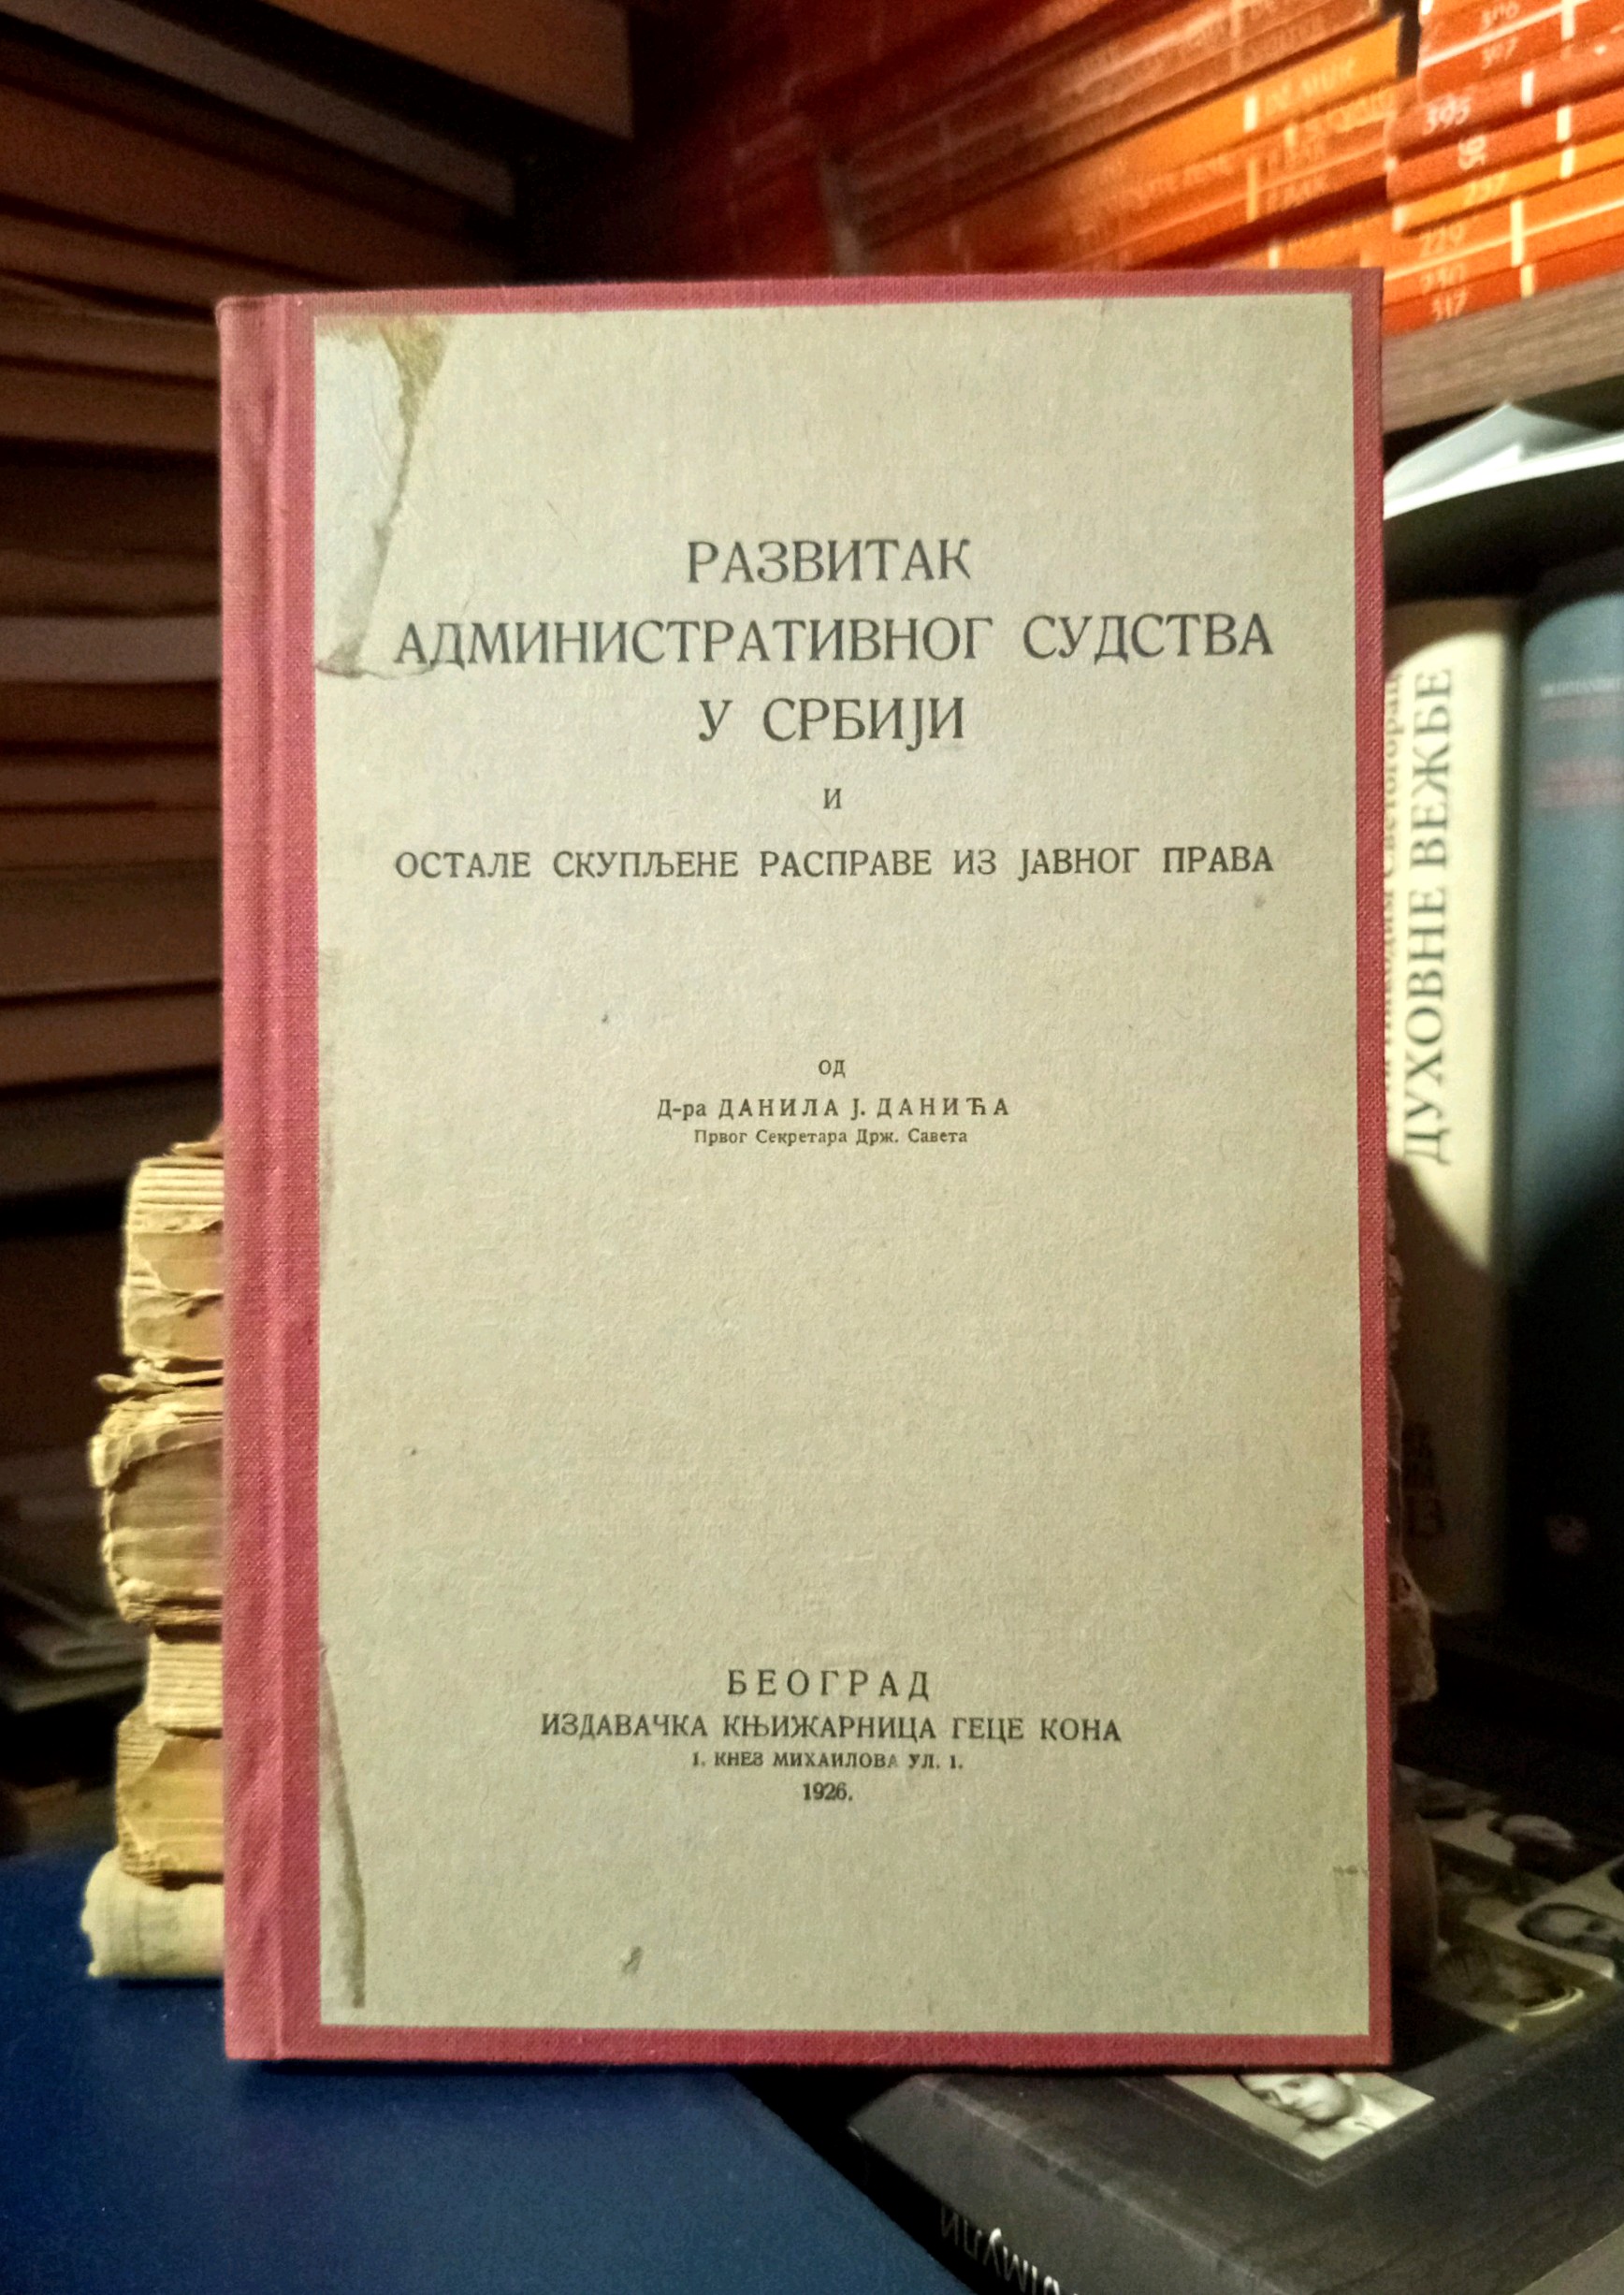 РАЗВИТАК
АДМИНИСТРАТИВНОГ СУДСТВА
У СРБИЈИ
И
ОСТАЛЕ СКУПЉЕНЕ РАСПРАВЕ ИЗ ЈАВНОГ ПРАВА
ОД
Д-ра ДАНИЛА Ј. ДАНИЋА
Првог Секретара Држ. Савета
БЕОГРАД
ИЗДАВАЧКА КЊИЖАРНИЦА ГЕЦЕ КОНА
1. КНЕЗ МИХАИЛОВА УЛ. 1.
1926.
ДУХОВНЕ ВЕЖБЕ
395